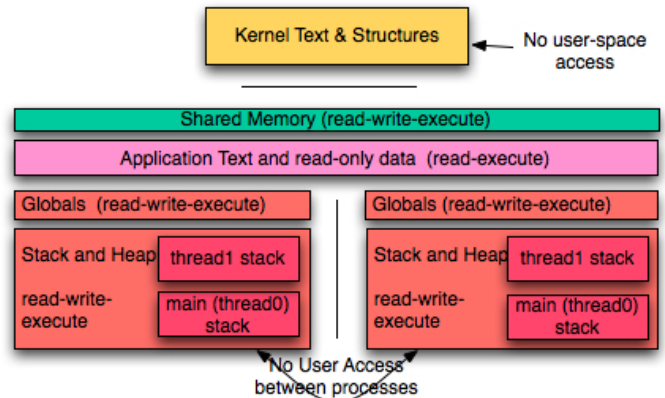 Kernel Text & Structures
No user-space
access
Shared Memory (read-write-execute)
Application Text and read-only data (read-execute)
Globals (read-write-execute)
Globals (read-write-execute)
Stack and Heap
thread1 stack
read-write-
execute
main (thread0)
stack
Stack and Heap
thread1 stack
read-write-
execute
main (thread0)
stack
No User Access
between processes